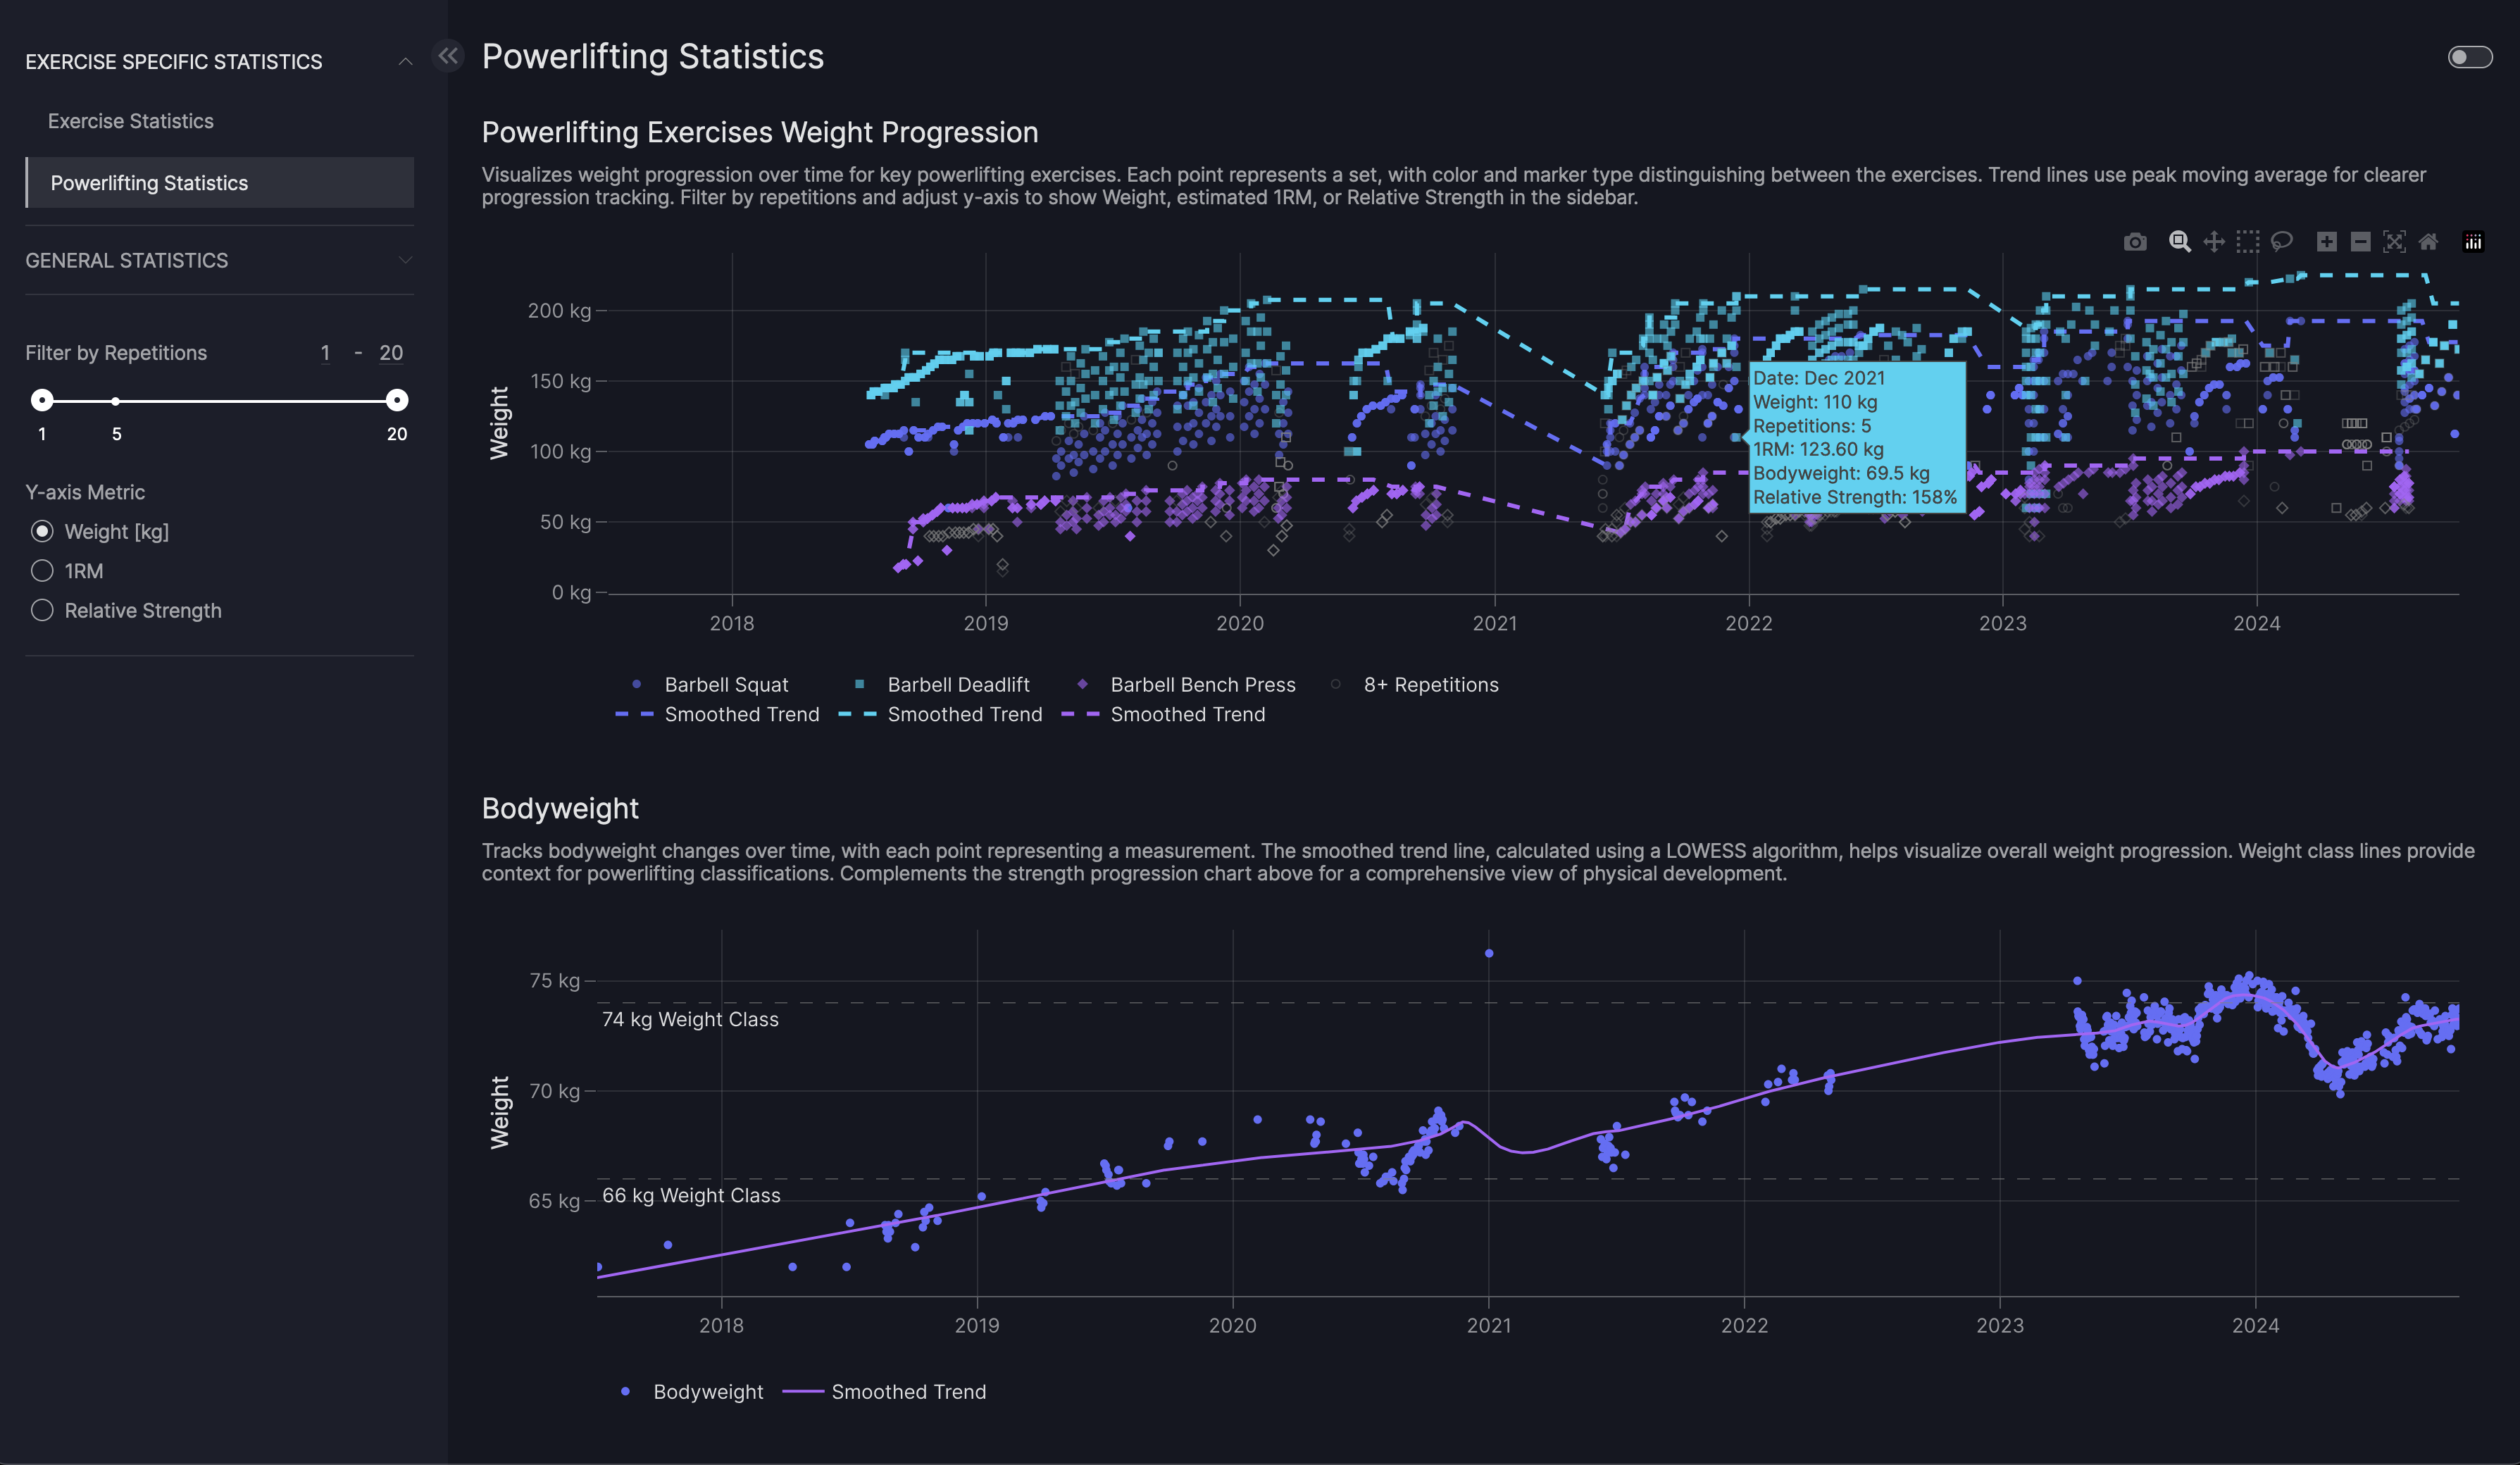 EXERCISE SPECIFIC STATISTICS
Exercise Statistics
Powerlifting Statistics
GENERAL STATISTICS
Filter by Repetitions 1 - 20
1 5 20
Y-axis Metric
Weight [kg]
1RM
Relative Strength
Powerlifting Statistics
Powerlifting Exercises Weight Progression
Visualizes weight progression over time for key powerlifting exercises. Each point represents a set, with color and marker type distinguishing between the exercises. Trend lines use peak moving average for clearer
progression tracking. Filter by repetitions and adjust y-axis to show Weight, estimated 1RM, or Relative Strength in the sidebar.
Weight
200 kg
150 kg
100 kg
50 kg
0 kg
Date: Dec 2021
Weight: 110 kg
Repetitions: 5
1RM: 123.60 kg
Bodyweight: 69.5 kg
Relative Strength: 158%
2018 2019 2020 2021 2022 2023 2024
Barbell Squat Barbell Deadlift Barbell Bench Press 8+ Repetitions
Smoothed Trend Smoothed Trend Smoothed Trend
Bodyweight
Tracks bodyweight changes over time, with each point representing a measurement. The smoothed trend line, calculated using a LOWESS algorithm, helps visualize overall weight progression. Weight class lines provide
context for powerlifting classifications. Complements the strength progression chart above for a comprehensive view of physical development.
Weight
75 kg
74 kg Weight Class
70 kg
66 kg Weight Class
65 kg
2018 2019 2020 2021 2022 2023 2024
Bodyweight Smoothed Trend